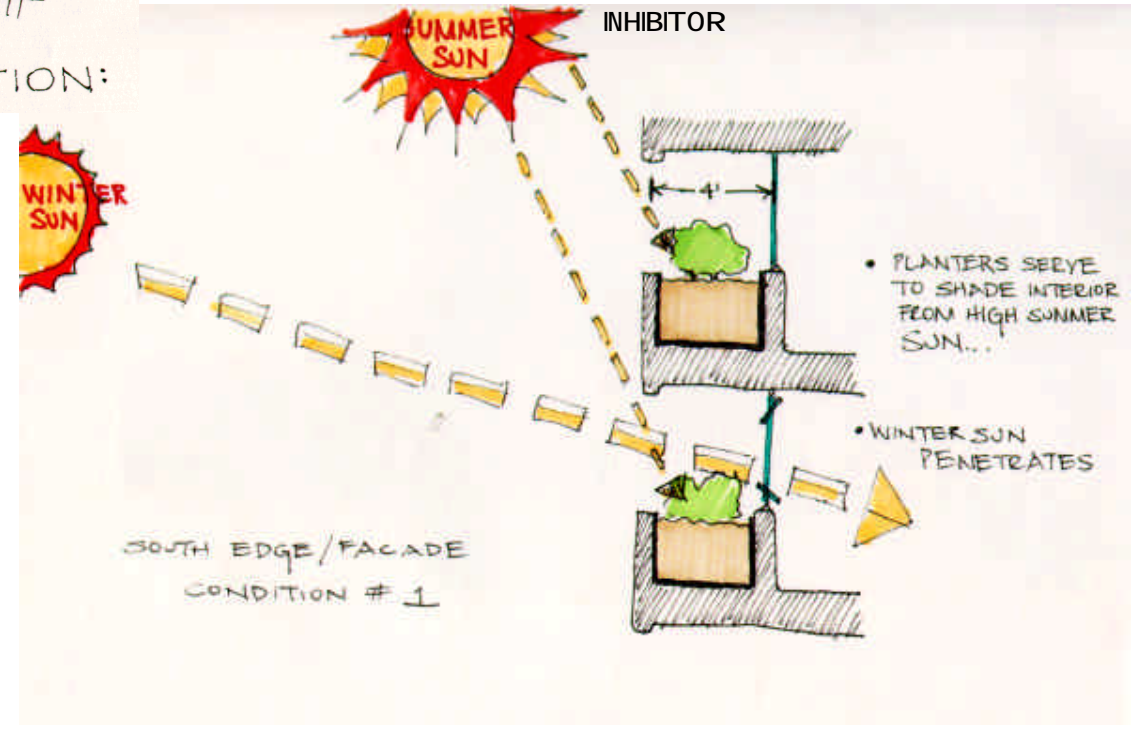 TION:
INHIBITOR
SUMMER
SUN
WINTER
SUN
4'
• PLANTERS SERVE
TO SHADE INTERIOR
FROM HIGH SUMMER
SUN...
• WINTER SUN
PENETRATES
SOUTH EDGE/FACADE
CONDITION # 1